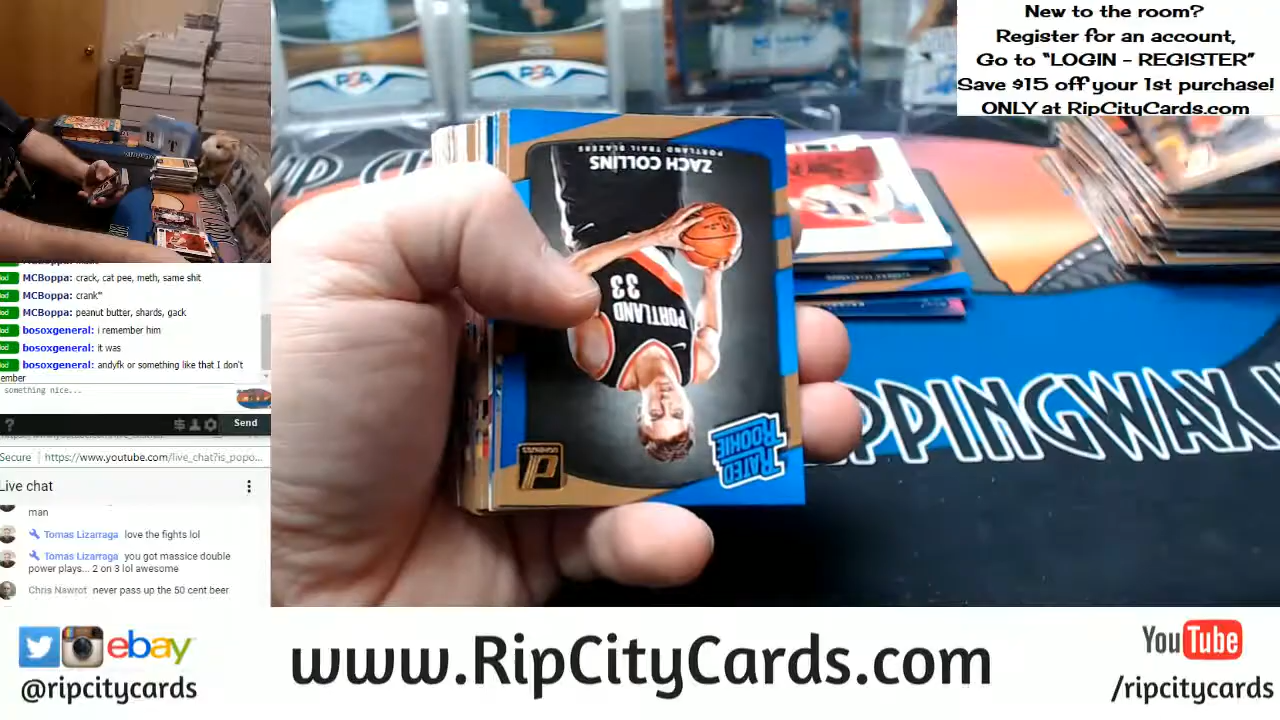 New to the room?
Register for an account,
Go to “LOGIN - REGISTER”
Save $15 off your 1st purchase!
ONLY at RipCityCards.com
PSA
PSA
ZACH COLLINS
PORTLAND TRAIL BLAZERS
PORTLAND
33
RATED
ROOKIE
DONRUSS
IP C
PPINGWAX
MCBoppa: crack, cat pee, meth, same shit
MCBoppa: crank"
MCBoppa: peanut butter, shards, gack
bosoxgeneral: i remember him
bosoxgeneral: it was
bosoxgeneral: andyfk or something like that I don't
ember
something nice...
?
Send
Secure https://www.youtube.com/live_chat?is_popo...
Live chat
man
Tomas Lizarraga love the fights lol
Tomas Lizarraga you got massice double
power plays... 2 on 3 lol awesome
Chris Nawrot never pass up the 50 cent beer
ebay
@ripcitycards
www.RipCityCards.com
YouTube
/ripcitycards